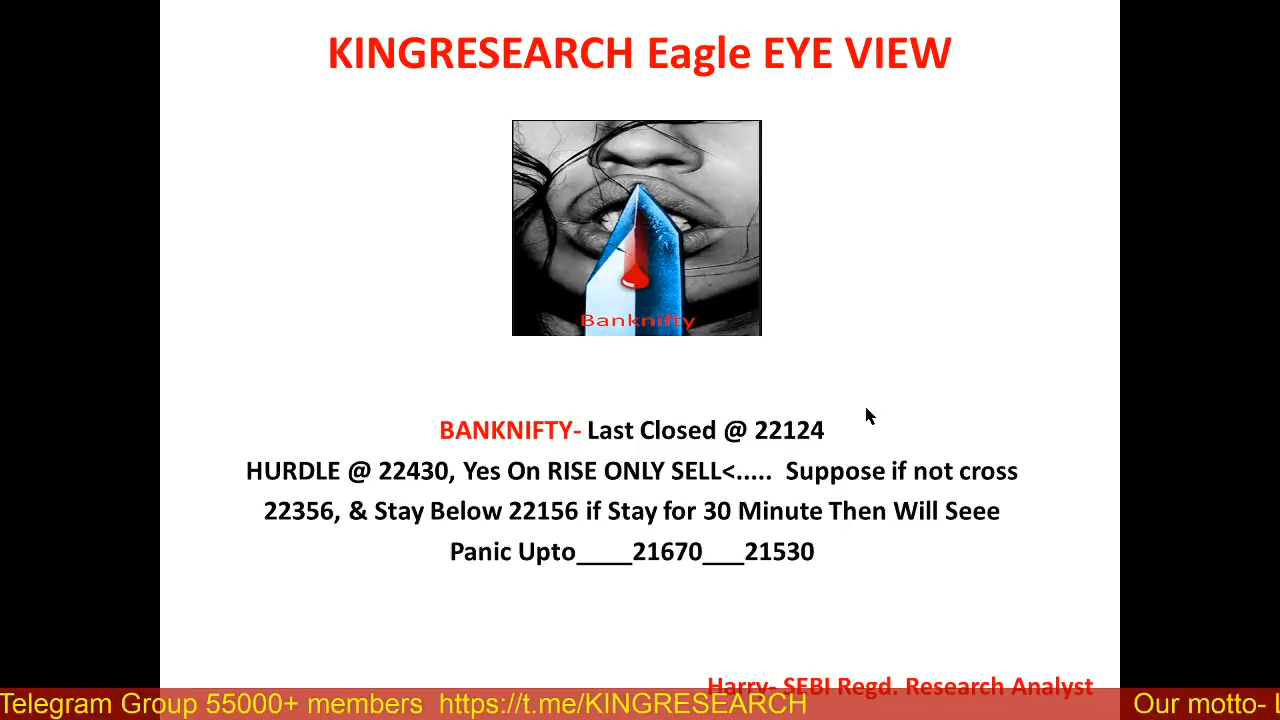 KINGRESEARCH Eagle EYE VIEW
Banknifty
BANKNIFTY- Last Closed @ 22124
HURDLE @ 22430, Yes On RISE ONLY SELL<..... Suppose if not cross
22356, & Stay Below 22156 if Stay for 30 Minute Then Will Seee
Panic Upto____21670___21530
Harry- SEBI Regd. Research Analyst
Telegram Group 55000+ members https://t.me/KINGRESEARCH Our motto-